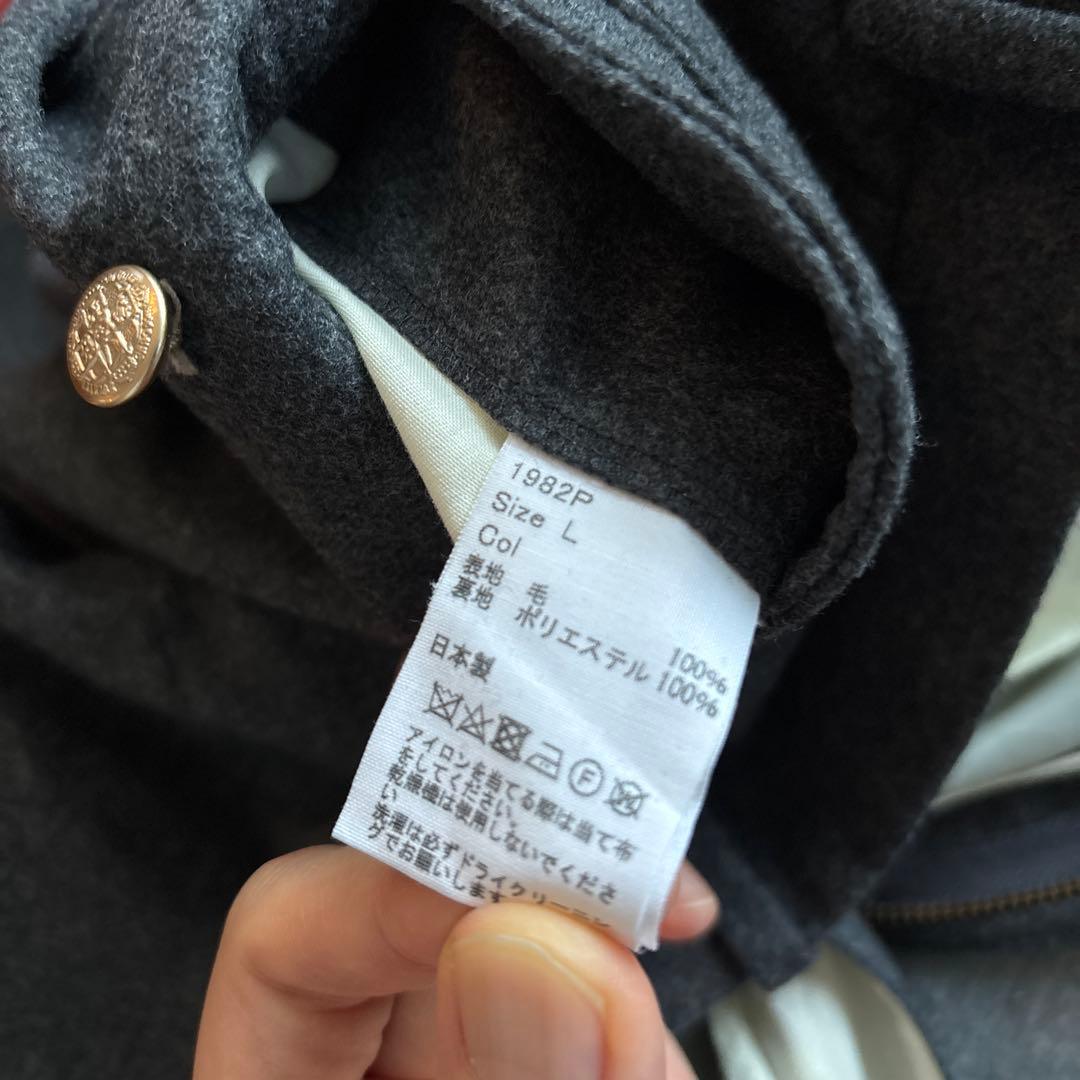 1982P
Size L
Col
表地 毛 100%
裏地 ポリエステル 100%
日本製
F
W
アイロンを当てる際は当て布
をしてください。
乾燥機は使用しないでくださ
い
洗濯は必ずドライクリーニン
グでお願いします